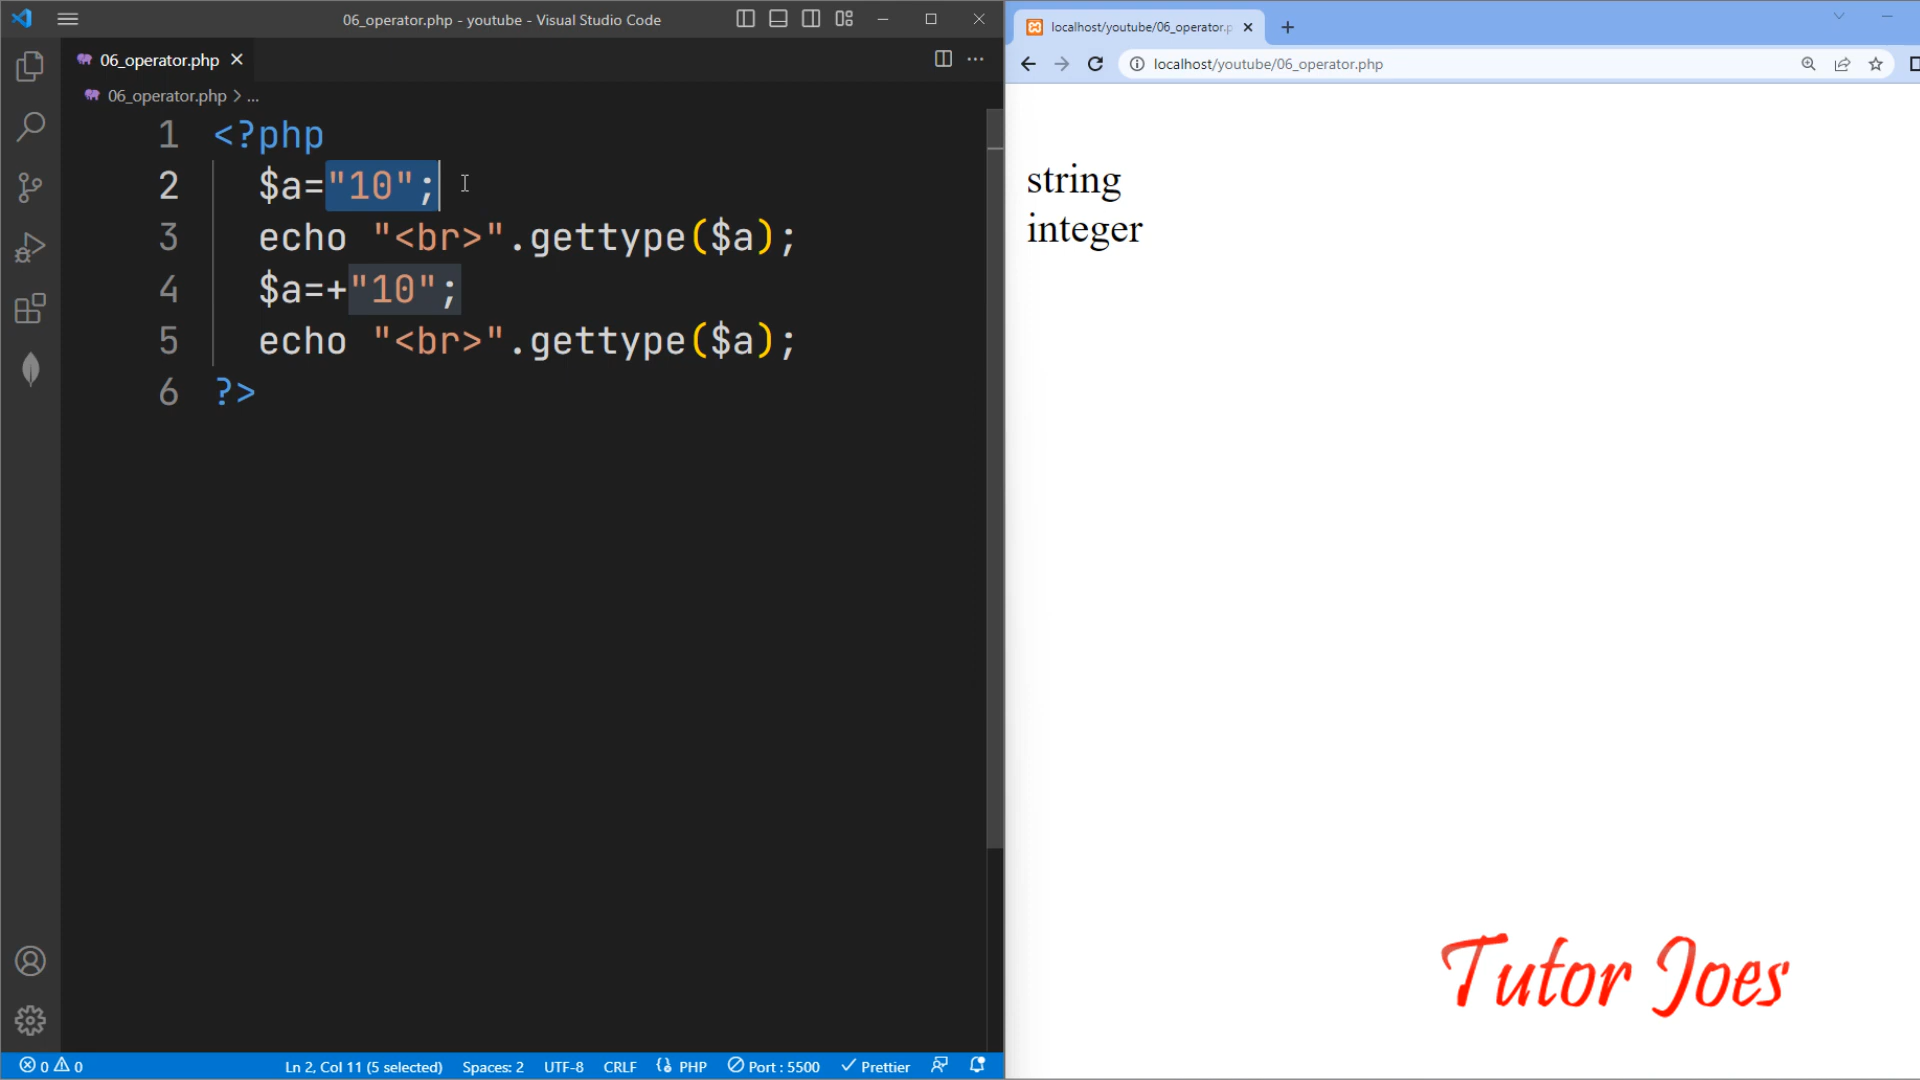 06_operator.php - youtube - Visual Studio Code
06_operator.php
06_operator.php > ...
1 <?php
2 $a="10";
3 echo "<br>".gettype($a);
4 $a=+"10";
5 echo "<br>".gettype($a);
6 ?>
0 0
Ln 2, Col 11 (5 selected)
Spaces: 2
UTF-8
CRLF
PHP
Port : 5500
Prettier
localhost/youtube/06_operator.p
localhost/youtube/06_operator.php
string
integer
Tutor Joes